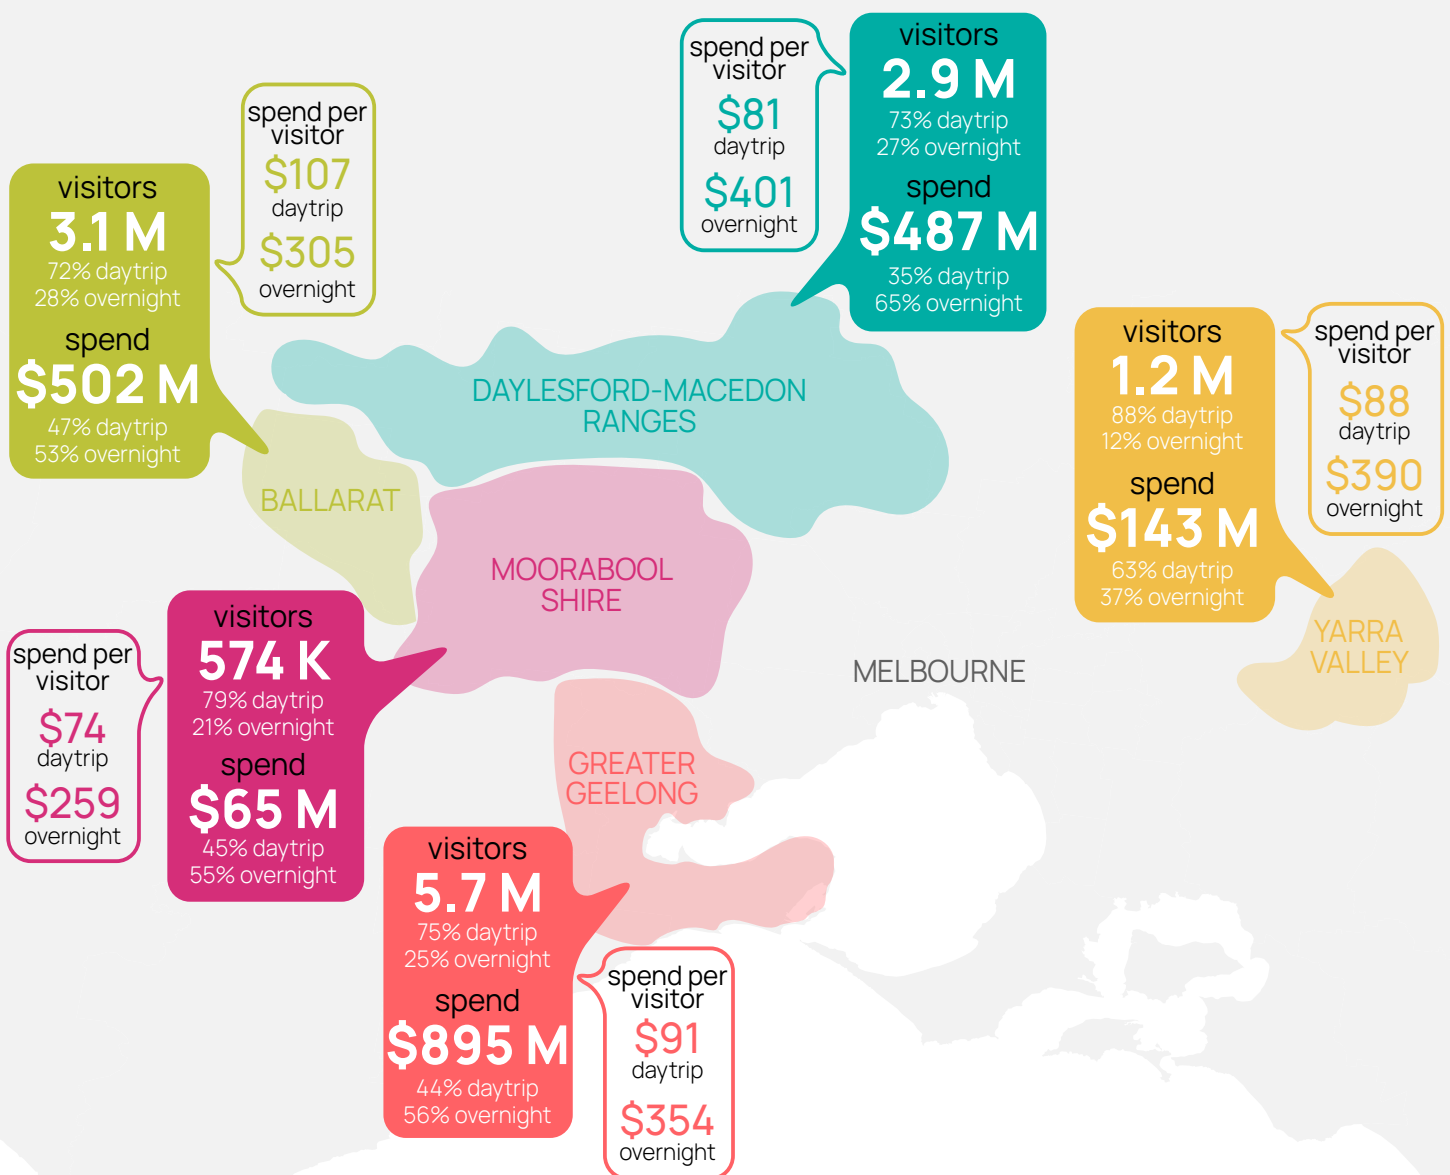 spend per
visitor
$81
daytrip
$401
overnight
visitors
2.9 M
73% daytrip
27% overnight
spend
$487 M
35% daytrip
65% overnight
spend per
visitor
$107
daytrip
$305
overnight
visitors
3.1 M
72% daytrip
28% overnight
spend
$502 M
47% daytrip
53% overnight
visitors
1.2 M
88% daytrip
12% overnight
spend
$143 M
63% daytrip
37% overnight
spend per
visitor
$88
daytrip
$390
overnight
DAYLESFORD-MACEDON
RANGES
BALLARAT
MOORABOOL
SHIRE
YARRA
VALLEY
MELBOURNE
GREATER
GEELONG
spend per
visitor
$74
daytrip
$259
overnight
visitors
574 K
79% daytrip
21% overnight
spend
$65 M
45% daytrip
55% overnight
visitors
5.7 M
75% daytrip
25% overnight
spend
$895 M
44% daytrip
56% overnight
spend per
visitor
$91
daytrip
$354
overnight